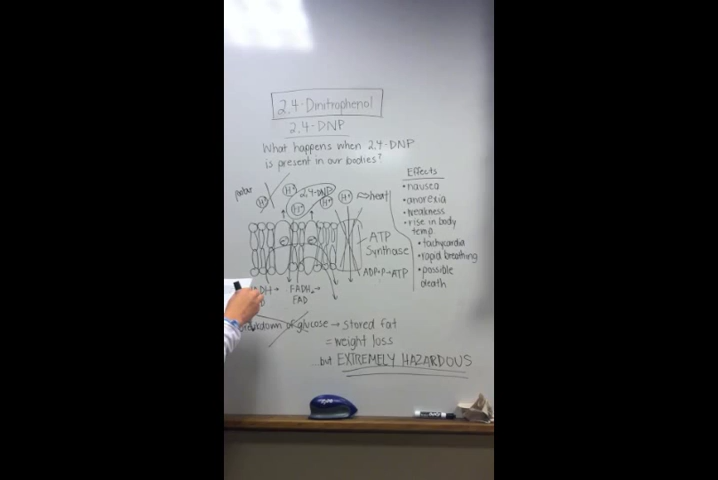 2,4-Dinitrophenol
2,4-DNP
What happens when 2,4-DNP
is present in our bodies?
Effects
• nausea
• anorexia
• weakness
• rise in body
temp.
• tachycardia
• rapid breathing
• possible
death
polar
H+
H+
2,4-DNP
H+
H+
H+
heat
ATP
Synthase
ADP+P→ATP
FADH₂→
FAD
breakdown of glucose → stored fat
= weight loss
but EXTREMELY HAZARDOUS